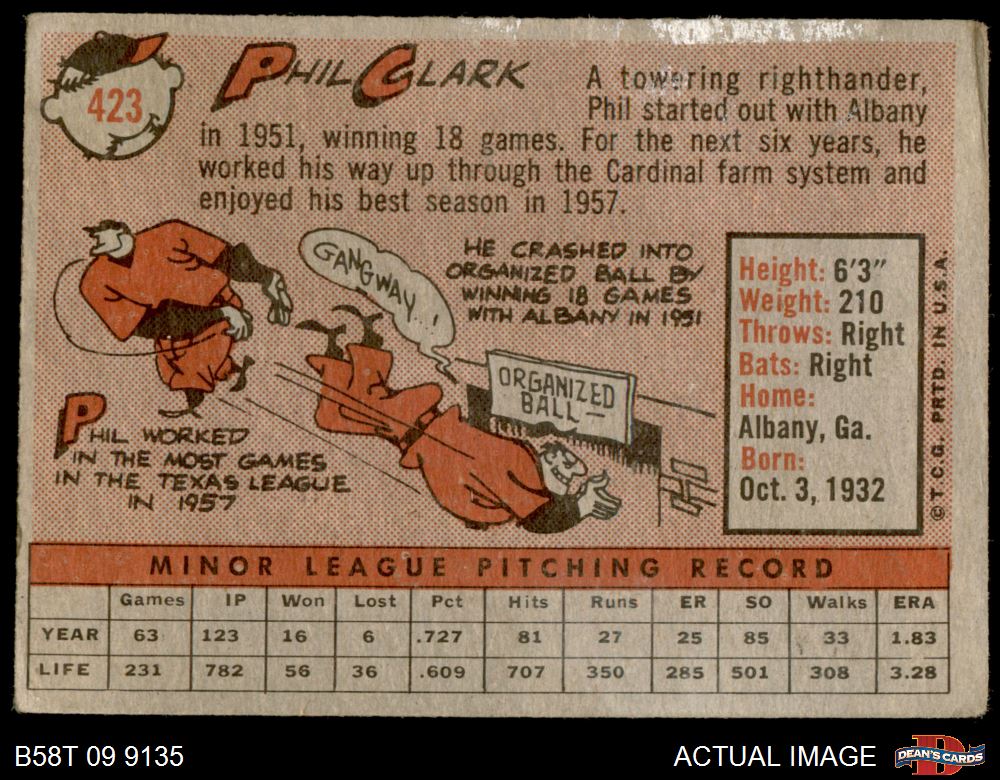 423
PHIL CLARK
A towering righthander,
Phil started out with Albany
in 1951, winning 18 games. For the next six years, he
worked his way up through the Cardinal farm system and
enjoyed his best season in 1957.
GANGWAY..!
HE CRASHED INTO
ORGANIZED BALL BY
WINNING 18 GAMES
WITH ALBANY IN 1951
ORGANIZED
BALL—
PHIL WORKED
IN THE MOST GAMES
IN THE TEXAS LEAGUE
IN 1957
Height: 6'3"
Weight: 210
Throws: Right
Bats: Right
Home:
Albany, Ga.
Born:
Oct. 3, 1932
©T.C.G. PRTD. IN U.S.A.
MINOR LEAGUE PITCHING RECORD
Games IP Won Lost Pct Hits Runs ER SO Walks ERA
YEAR 63 123 16 6 .727 81 27 25 85 33 1.83
LIFE 231 782 56 36 .609 707 350 285 501 308 3.28
B58T 09 9135
ACTUAL IMAGE
DEAN'S CARDS